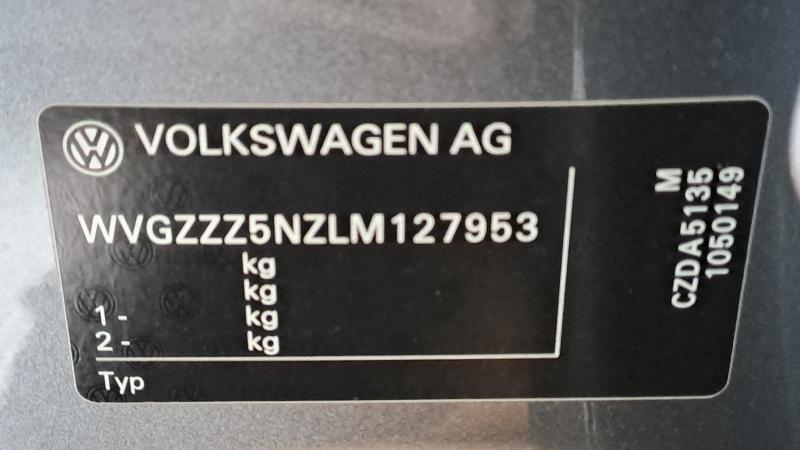 VOLKSWAGEN AG
WVGZZZ5NZLM127953
kg
kg
1 - kg
2 - kg
Typ
M
CZDA5135
1050149